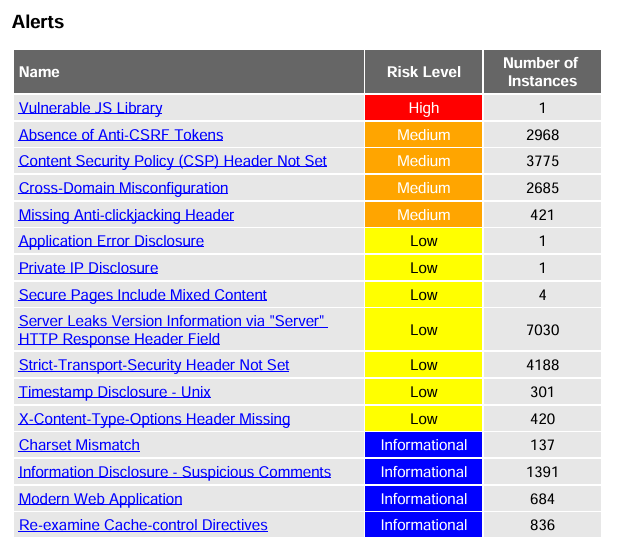 Alerts
Name Risk Level Number of Instances
Vulnerable JS Library High 1
Absence of Anti-CSRF Tokens Medium 2968
Content Security Policy (CSP) Header Not Set Medium 3775
Cross-Domain Misconfiguration Medium 2685
Missing Anti-clickjacking Header Medium 421
Application Error Disclosure Low 1
Private IP Disclosure Low 1
Secure Pages Include Mixed Content Low 4
Server Leaks Version Information via "Server"
HTTP Response Header Field Low 7030
Strict-Transport-Security Header Not Set Low 4188
Timestamp Disclosure - Unix Low 301
X-Content-Type-Options Header Missing Low 420
Charset Mismatch Informational 137
Information Disclosure - Suspicious Comments Informational 1391
Modern Web Application Informational 684
Re-examine Cache-control Directives Informational 836